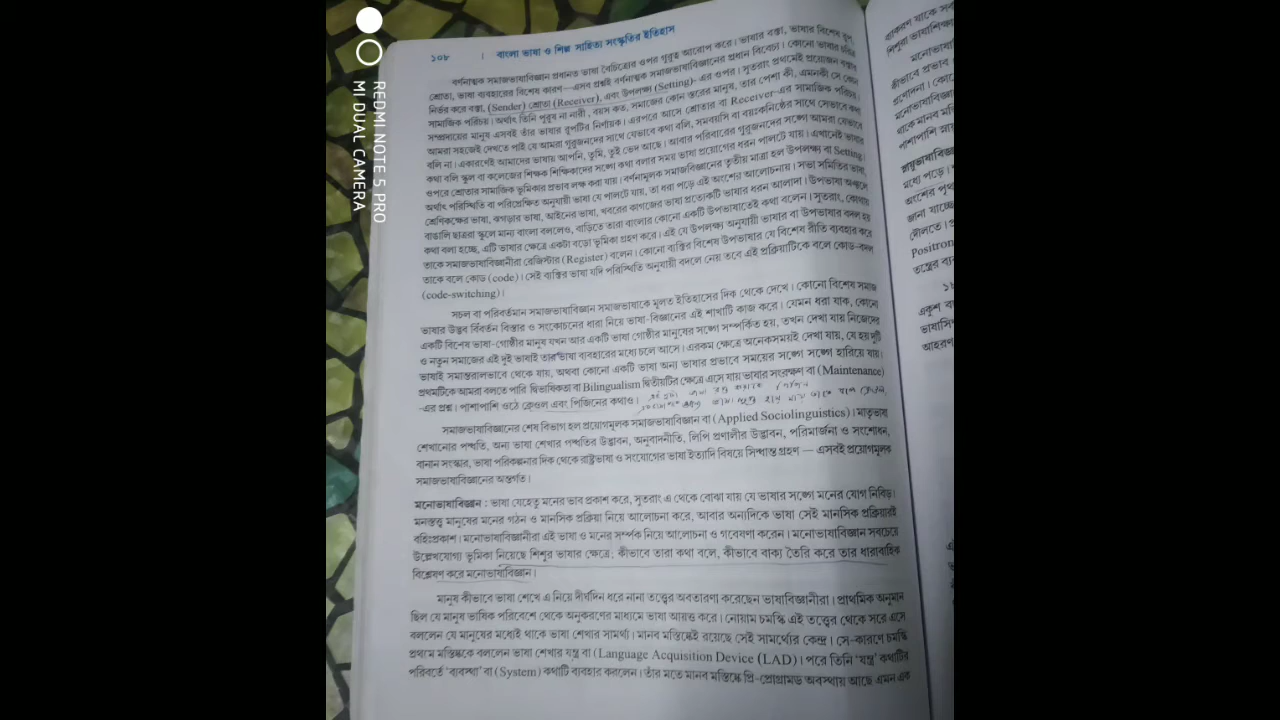 REDMI NOTE 5 PRO
MI DUAL CAMERA
১০৮ | বাংলা ভাষা ও শিল্প সাহিত্য সংস্কৃতির ইতিহাস
বর্ণনাত্মক সমাজভাষাবিজ্ঞান প্রধানত ভাষা বৈচিত্র্যের ওপর গুরুত্ব আরোপ করে। ভাষার বক্তা, ভাষার বিশেষ রূপ,
শ্রোতা, ভাষা ব্যবহারের বিশেষ কারণ—এসব প্রশ্নই বর্ণনাত্মক সমাজভাষাবিজ্ঞানের প্রধান বিবেচ্য। কোনো ভাষার চরিত্র
নির্ভর করে বক্তা, (Sender) শ্রোতা (Receiver), এবং উপলক্ষ্য (Setting)- এর ওপর। সুতরাং প্রথমেই প্রয়োজন বক্তার
সামাজিক পরিচয়। অর্থাৎ তিনি পুরুষ না নারী, বয়স কত, সমাজের কোন স্তরের মানুষ, তার পেশা কী, এমনকী সে কোন
সম্প্রদায়ের মানুষ এসবই তাঁর ভাষার রূপটির নির্ণায়ক। এরপরে আসে শ্রোতার বা Receiver-এর সামাজিক পরিচয়।
আমরা সহজেই দেখতে পাই যে আমরা গুরুজনদের সাথে যেভাবে কথা বলি, সমবয়সি বা বয়ঃকনিষ্ঠের সাথে সেভাবে কথা
বলি না। একারণেই আমাদের ভাষায় আপনি, তুমি, তুই ভেদ আছে। আবার পরিবারের গুরুজনদের সঙ্গে আমরা যেভাবে
কথা বলি স্কুল বা কলেজের শিক্ষক শিক্ষিকাদের সঙ্গে কথা বলার সময় ভাষা প্রয়োগের ধরন পালটে যায়। এখানেই ভাষার
ওপরে শ্রোতার সামাজিক ভূমিকার প্রভাব লক্ষ করা যায়। বর্ণনামূলক সমাজবিজ্ঞানের তৃতীয় মাত্রা হল উপলক্ষ্য বা Setting
অর্থাৎ পরিস্থিতি বা পরিপ্রেক্ষিত অনুযায়ী ভাষা যে পালটে যায়, তা ধরা পড়ে এই অংশের আলোচনায়। সভা সমিতির ভাষা,
শ্রেণিকক্ষের ভাষা, ঝগড়ার ভাষা, আইনের ভাষা, খবরের কাগজের ভাষা প্রত্যেকটি ভাষার ধরন আলাদা। উপভাষা অঞ্চলে
বাঙালি ছাত্ররা স্কুলে মান্য বাংলা বললেও, বাড়িতে তারা বাংলার কোনো একটি উপভাষাতেই কথা বলেন। সুতরাং, কোথায়
কথা বলা হচ্ছে, এটি ভাষার ক্ষেত্রে একটা বড়ো ভূমিকা গ্রহণ করে। এই যে উপলক্ষ্য অনুযায়ী ভাষার বা উপভাষার বদল হয়
তাকে সমাজভাষাবিজ্ঞানীরা রেজিস্টার (Register) বলেন। কোনো ব্যক্তির বিশেষ উপভাষার যে বিশেষ রীতি ব্যবহার করে
তাকে বলে কোড (code)। সেই ব্যক্তির ভাষা যদি পরিস্থিতি অনুযায়ী বদলে নেয় তবে এই প্রক্রিয়াটিকে বলে কোড-বদল
(code-switching)।
সচল বা পরিবর্তমান সমাজভাষাবিজ্ঞান সমাজভাষাকে মূলত ইতিহাসের দিক থেকে দেখে। কোনো বিশেষ সমাজ
ভাষার উদ্ভব বিবর্তন বিস্তার ও সংকোচনের ধারা নিয়ে ভাষা-বিজ্ঞানের এই শাখাটি কাজ করে। যেমন ধরা যাক, কোনো
একটি বিশেষ ভাষা-গোষ্ঠীর মানুষ যখন আর একটি ভাষা গোষ্ঠীর মানুষের সঙ্গে সম্পর্কিত হয়, তখন দেখা যায় নিজেদের
ও নতুন সমাজের এই দুই ভাষাই তার ভাষা ব্যবহারের মধ্যে চলে আসে। এরকম ক্ষেত্রে অনেকসময়ই দেখা যায়, যে হয় দুটি
ভাষাই সমান্তরালভাবে থেকে যায়, অথবা কোনো একটি ভাষা অন্য ভাষার প্রভাবে সময়ের সঙ্গে সঙ্গে হারিয়ে যায়।
প্রথমটিকে আমরা বলতে পারি দ্বিভাষিকতা বা Bilingualism দ্বিতীয়টির ক্ষেত্রে এসে যায় ভাষার সংরক্ষণ বা (Maintenance)
-এর প্রশ্ন। পাশাপাশি ওঠে ক্রেওল এবং পিজিনের কথাও।
সমাজভাষাবিজ্ঞানের শেষ বিভাগ হল প্রয়োগমূলক সমাজভাষাবিজ্ঞান বা (Applied Sociolinguistics)। মাতৃভাষা
শেখানোর পদ্ধতি, অন্য ভাষা শেখার পদ্ধতির উদ্ভাবন, অনুবাদনীতি, লিপি প্রণালীর উদ্ভাবন, পরিমার্জনা ও সংশোধন,
বানান সংস্কার, ভাষা পরিকল্পনার দিক থেকে রাষ্ট্রভাষা ও সংযোগের ভাষা ইত্যাদি বিষয়ে সিদ্ধান্ত গ্রহণ — এসবই প্রয়োগমূলক
সমাজভাষাবিজ্ঞানের অন্তর্গত।
মনোভাষাবিজ্ঞান : ভাষা যেহেতু মনের ভাব প্রকাশ করে, সুতরাং এ থেকে বোঝা যায় যে ভাষার সঙ্গে মনের যোগ নিবিড়।
মনস্তত্ত্ব মানুষের মনের গঠন ও মানসিক প্রক্রিয়া নিয়ে আলোচনা করে, আবার অন্যদিকে ভাষা সেই মানসিক প্রক্রিয়ারই
বহিঃপ্রকাশ। মনোভাষাবিজ্ঞানীরা এই ভাষা ও মনের সম্পর্ক নিয়ে আলোচনা ও গবেষণা করেন। মনোভাষাবিজ্ঞান সবচেয়ে
উল্লেখযোগ্য ভূমিকা নিয়েছে শিশুর ভাষার ক্ষেত্রে; কীভাবে তারা কথা বলে, কীভাবে বাক্য তৈরি করে তার ধারাবাহিক
বিশ্লেষণ করে মনোভাষাবিজ্ঞান।
মানুষ কীভাবে ভাষা শেখে এ নিয়ে দীর্ঘদিন ধরে নানা তত্ত্বের অবতারণা করেছেন ভাষাবিজ্ঞানীরা। প্রাথমিক অনুমান
ছিল যে মানুষ ভাষিক পরিবেশে থেকে অনুকরণের মাধ্যমে ভাষা আয়ত্ত করে। নোয়াম চমস্কি এই তত্ত্বের থেকে সরে এসে
বললেন যে মানুষের মধ্যেই থাকে ভাষা শেখার সামর্থ্য। মানব মস্তিষ্কেই রয়েছে সেই সামর্থ্যের কেন্দ্র। সে-কারণে চমস্কি
প্রথমে মস্তিষ্ককে বললেন ভাষা শেখার যন্ত্র বা (Language Acquisition Device (LAD)। পরে তিনি 'যন্ত্র' কথাটির
পরিবর্তে 'ব্যবস্থা' বা (System) কথাটি ব্যবহার করলেন। তাঁর মতে মানব মস্তিষ্কে প্রি-প্রোগ্রামড অবস্থায় আছে এমন এক